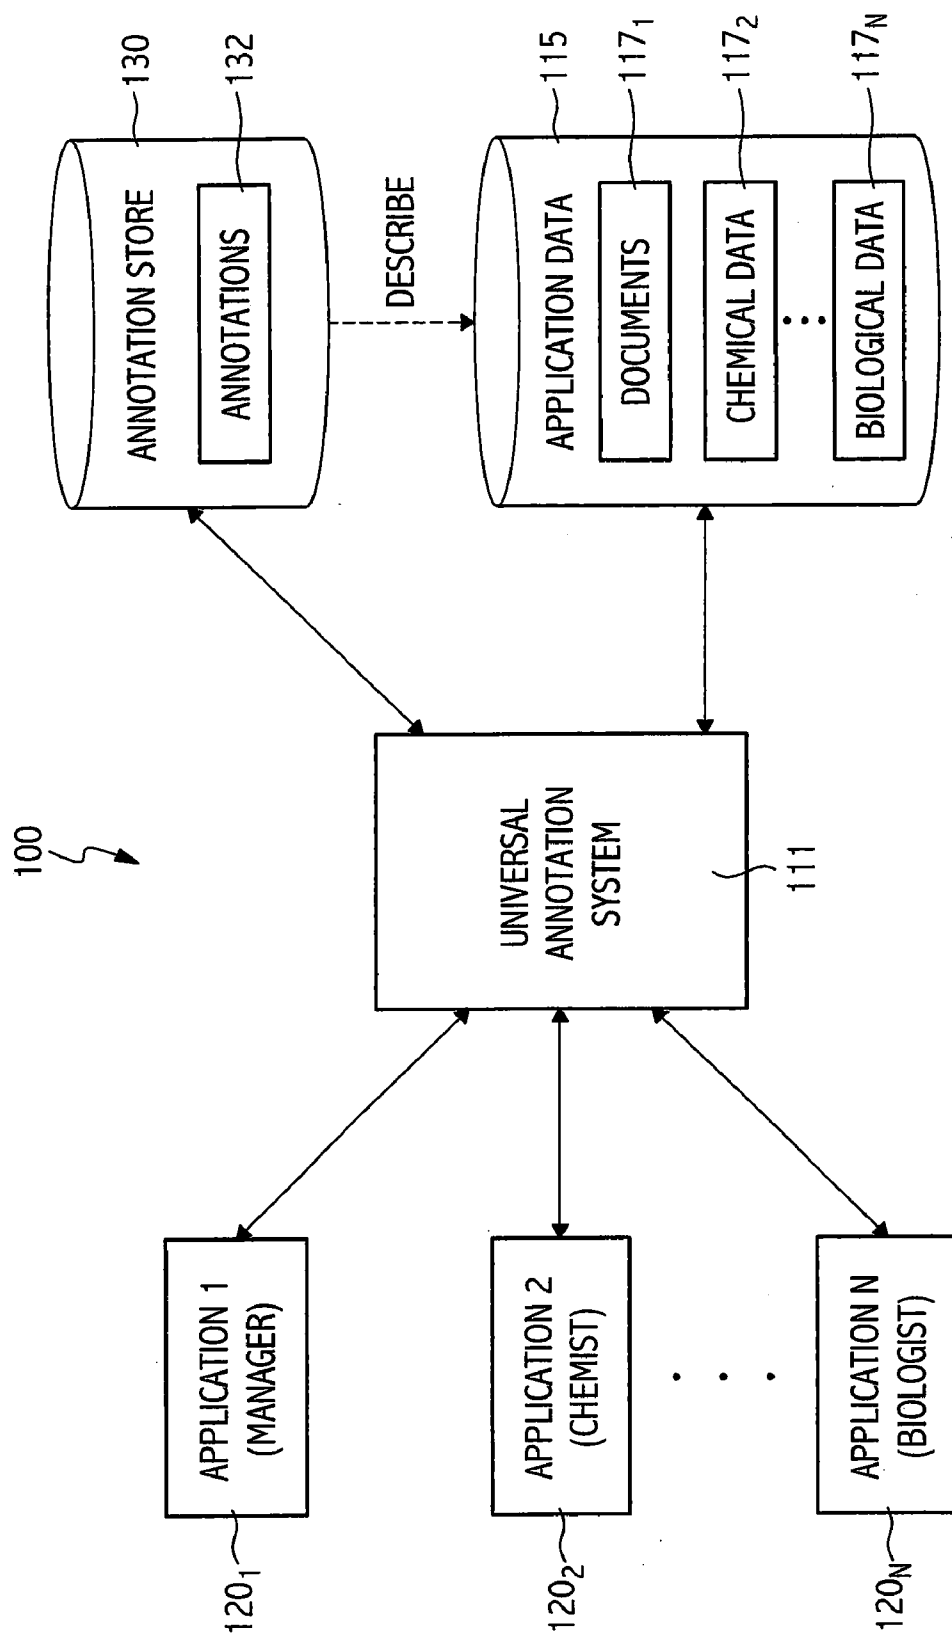 100
APPLICATION 1
(MANAGER)
120₁
APPLICATION 2
(CHEMIST)
120₂
APPLICATION N
(BIOLOGIST)
120N
UNIVERSAL
ANNOTATION
SYSTEM
111
ANNOTATION STORE
130
ANNOTATIONS
132
DESCRIBE
APPLICATION DATA
115
DOCUMENTS
117₁
CHEMICAL DATA
117₂
BIOLOGICAL DATA
117N